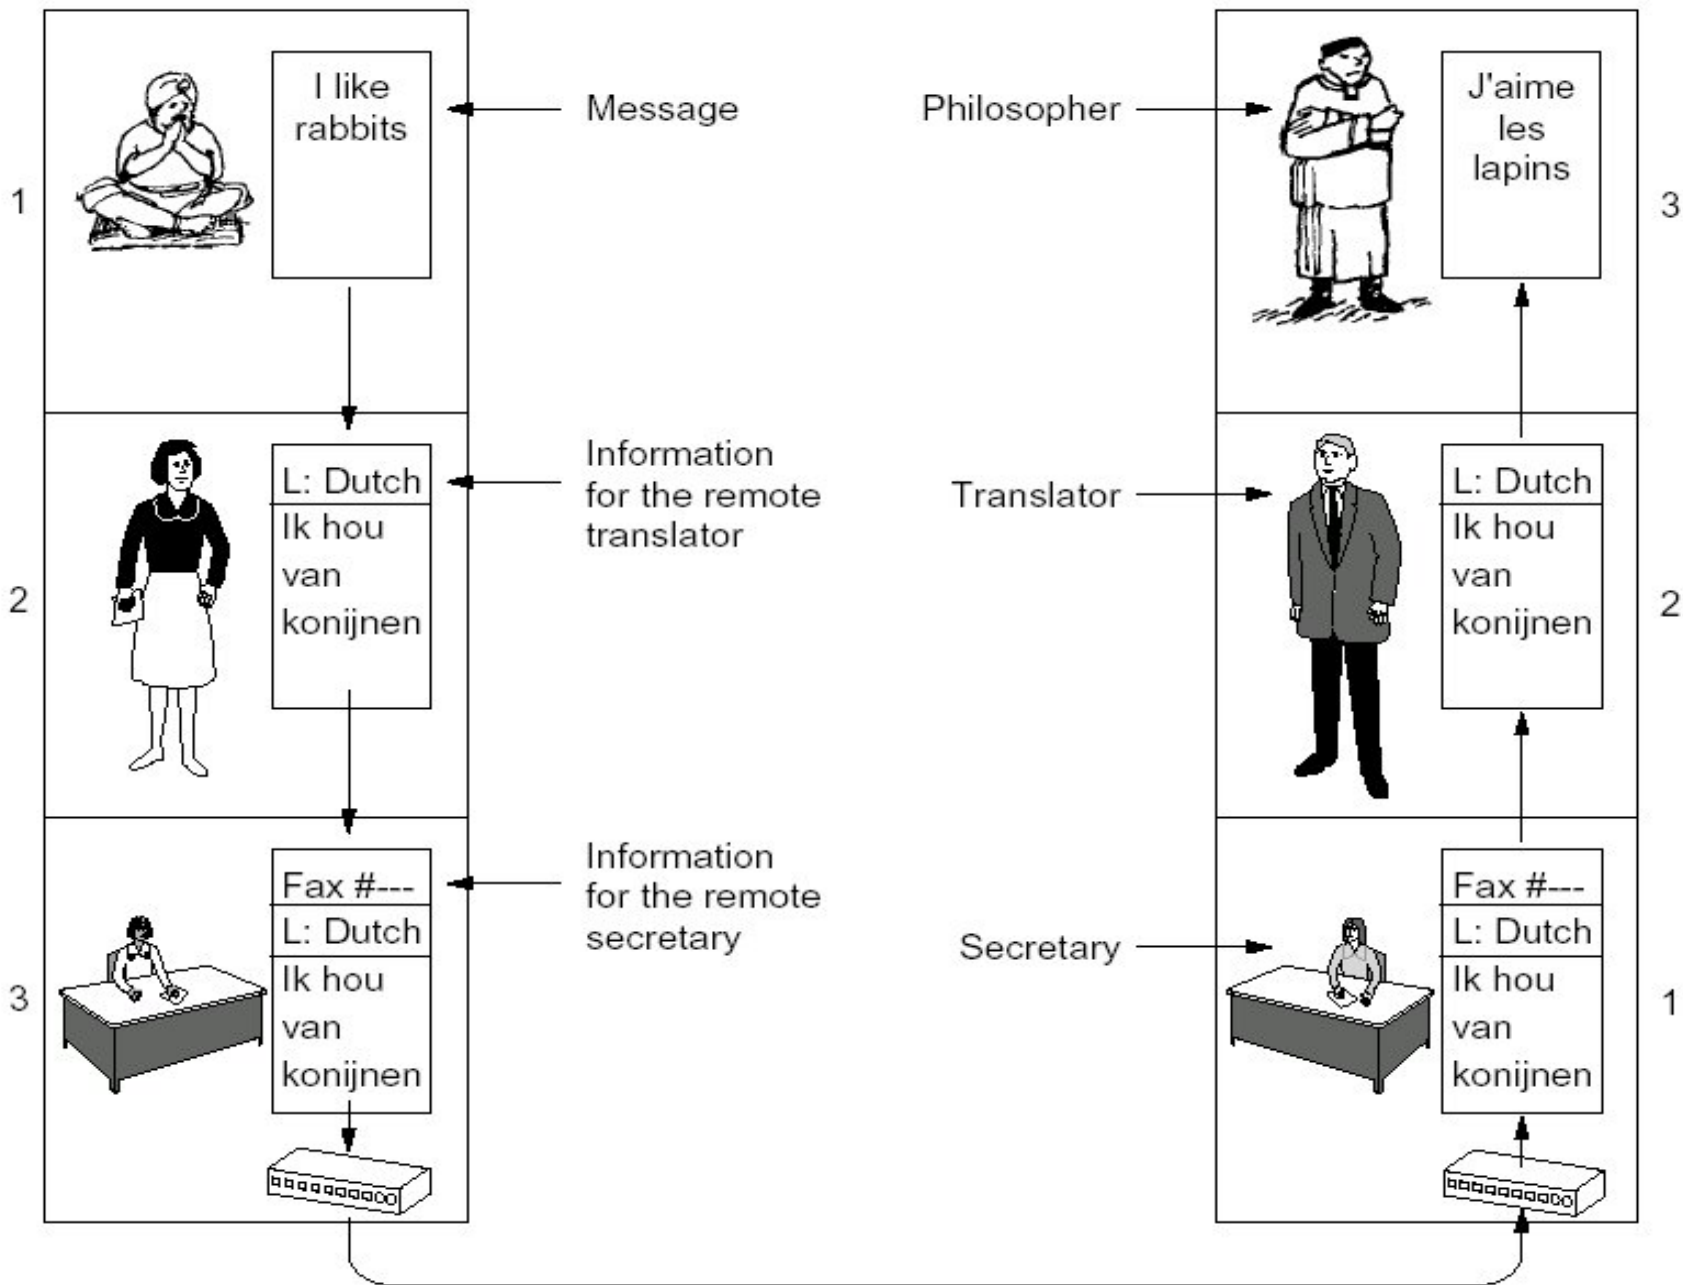 I like
rabbits
Message
1
L: Dutch
Ik hou
van
konijnen
Information
for the remote
translator
2
Fax #---
L: Dutch
Ik hou
van
konijnen
Information
for the remote
secretary
3
Philosopher
J'aime
les
lapins
3
Translator
L: Dutch
Ik hou
van
konijnen
2
Secretary
Fax #---
L: Dutch
Ik hou
van
konijnen
1